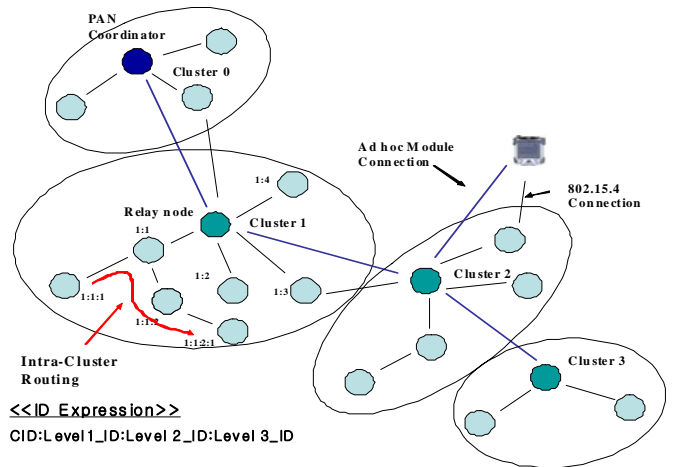 PAN
Coordinator
Cluster 0
Ad hoc Module
Connection
802.15.4
Connection
1:4
Relay node
Cluster 1
1:1
1:2
1:3
Cluster 2
1:1:1
1:1:2
1:1:2:1
Intra-Cluster
Routing
Cluster 3
<<ID Expression>>
CID:Level1_ID:Level 2_ID:Level 3_ID